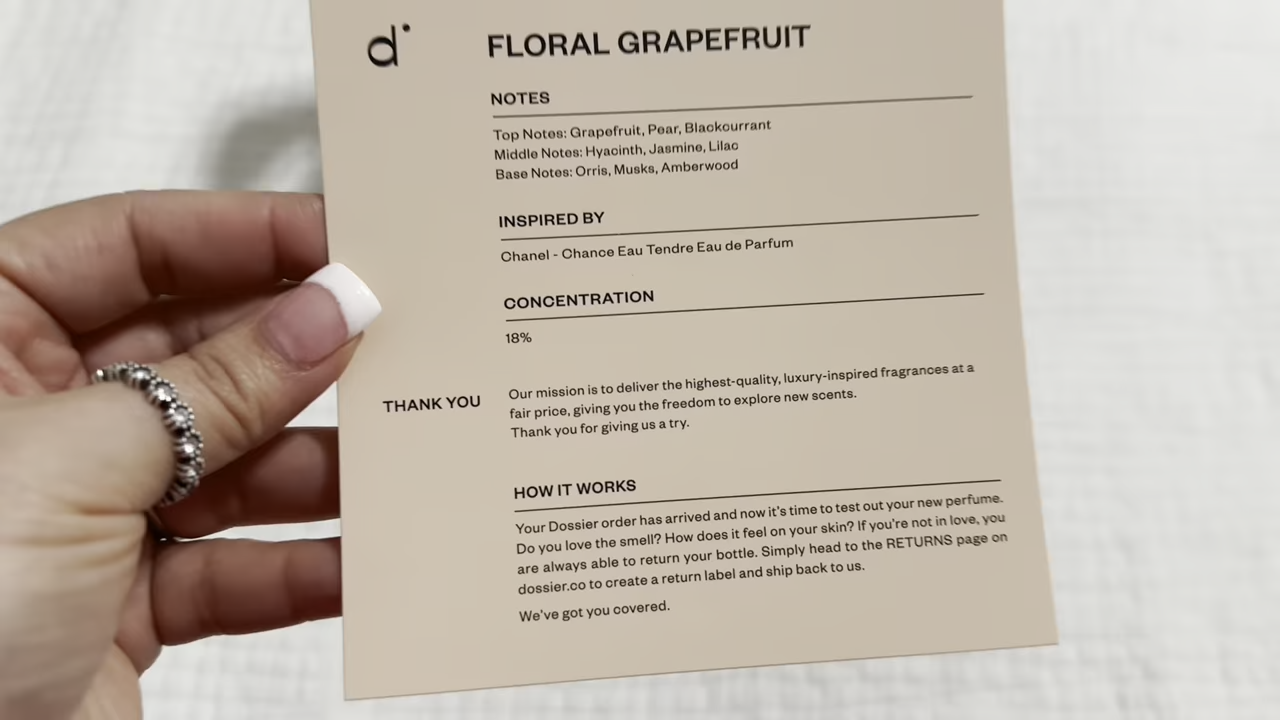 d°
FLORAL GRAPEFRUIT
NOTES
Top Notes: Grapefruit, Pear, Blackcurrant
Middle Notes: Hyacinth, Jasmine, Lilac
Base Notes: Orris, Musks, Amberwood
INSPIRED BY
Chanel - Chance Eau Tendre Eau de Parfum
CONCENTRATION
18%
THANK YOU
Our mission is to deliver the highest-quality, luxury-inspired fragrances at a
fair price, giving you the freedom to explore new scents.
Thank you for giving us a try.
HOW IT WORKS
Your Dossier order has arrived and now it's time to test out your new perfume.
Do you love the smell? How does it feel on your skin? If you're not in love, you
are always able to return your bottle. Simply head to the RETURNS page on
dossier.co to create a return label and ship back to us.
We've got you covered.